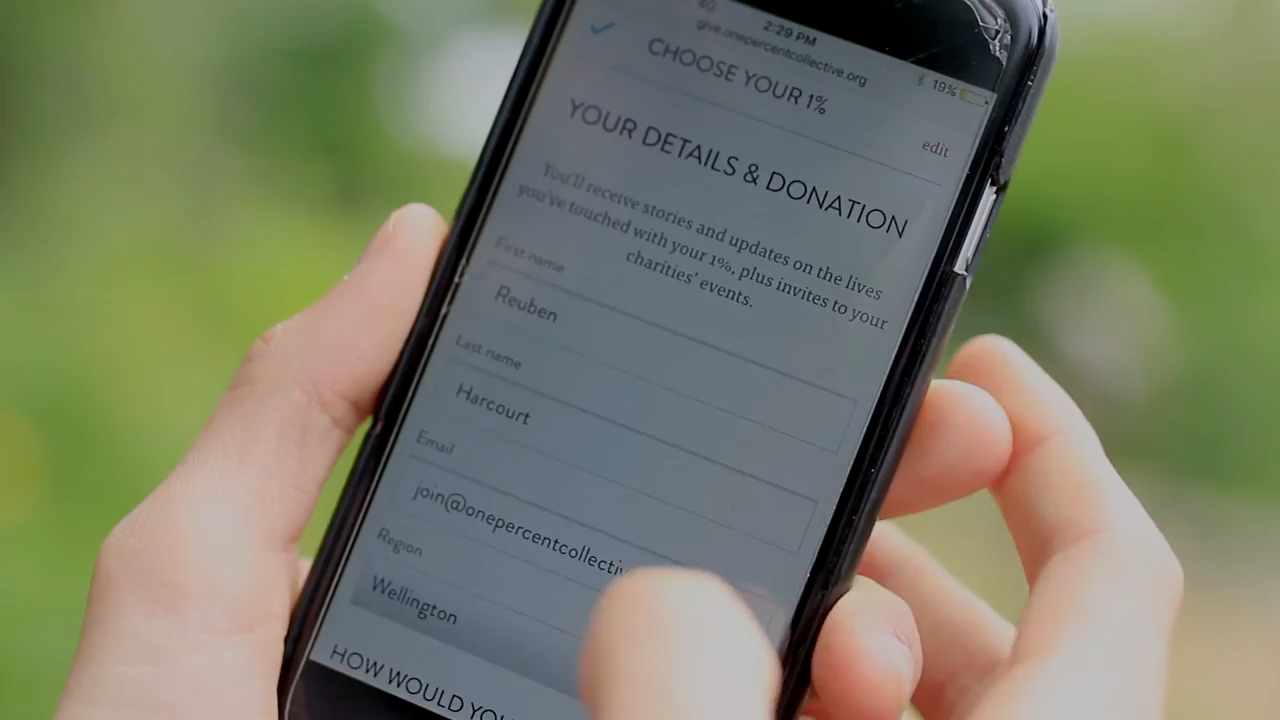 2:29 PM
give.onepercentcollective.org
19%
CHOOSE YOUR 1%
edit
YOUR DETAILS & DONATION
You'll receive stories and updates on the lives
you've touched with your 1%, plus invites to your
charities' events.
First name
Reuben
Last name
Harcourt
Email
join@onepercentcollectiv
Region
Wellington
HOW WOULD YOU